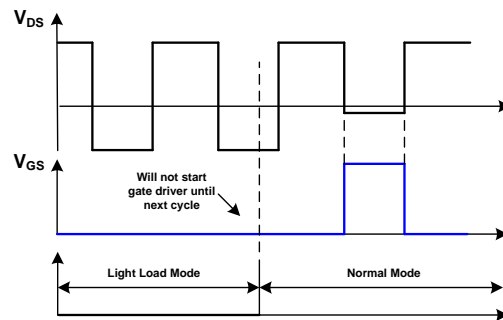 VDS
VGS
Will not start
gate driver until
next cycle
Light Load Mode
Normal Mode